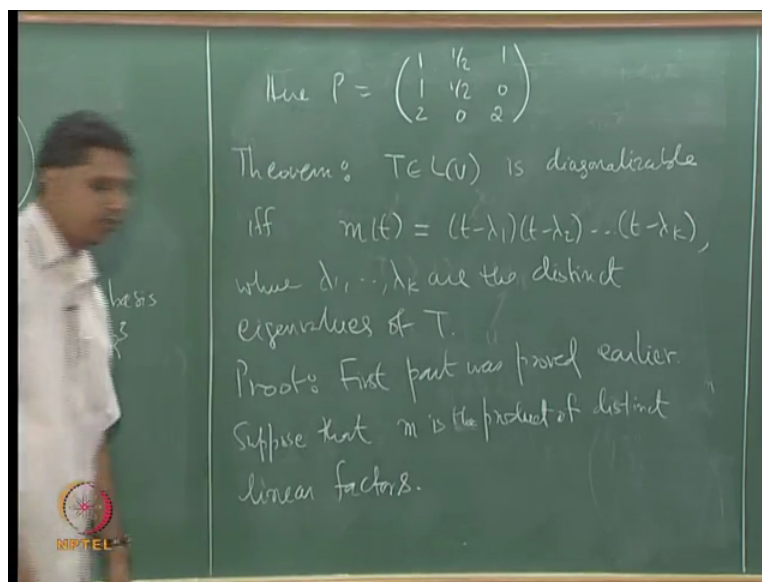 Here P = ( 1 1/2 1
1 1/2 0
2 0 2 )
Theorem: T∈L(V) is diagonalizable
iff m(t) = (t-λ1)(t-λ2)...(t-λk),
where λ1,...,λk are the distinct
eigenvalues of T.
Proof: First part was proved earlier.
Suppose that m is the product of distinct
linear factors.
basis
NPTEL